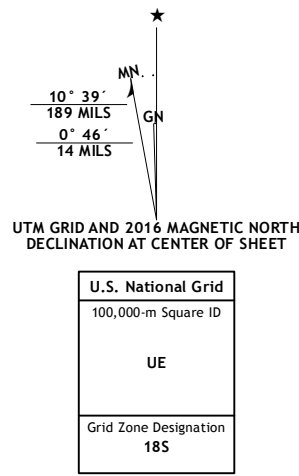 ★
MN
GN
10° 39´
189 MILS
0° 46´
14 MILS
UTM GRID AND 2016 MAGNETIC NORTH
DECLINATION AT CENTER OF SHEET
U.S. National Grid
100,000-m Square ID
UE
Grid Zone Designation
18S